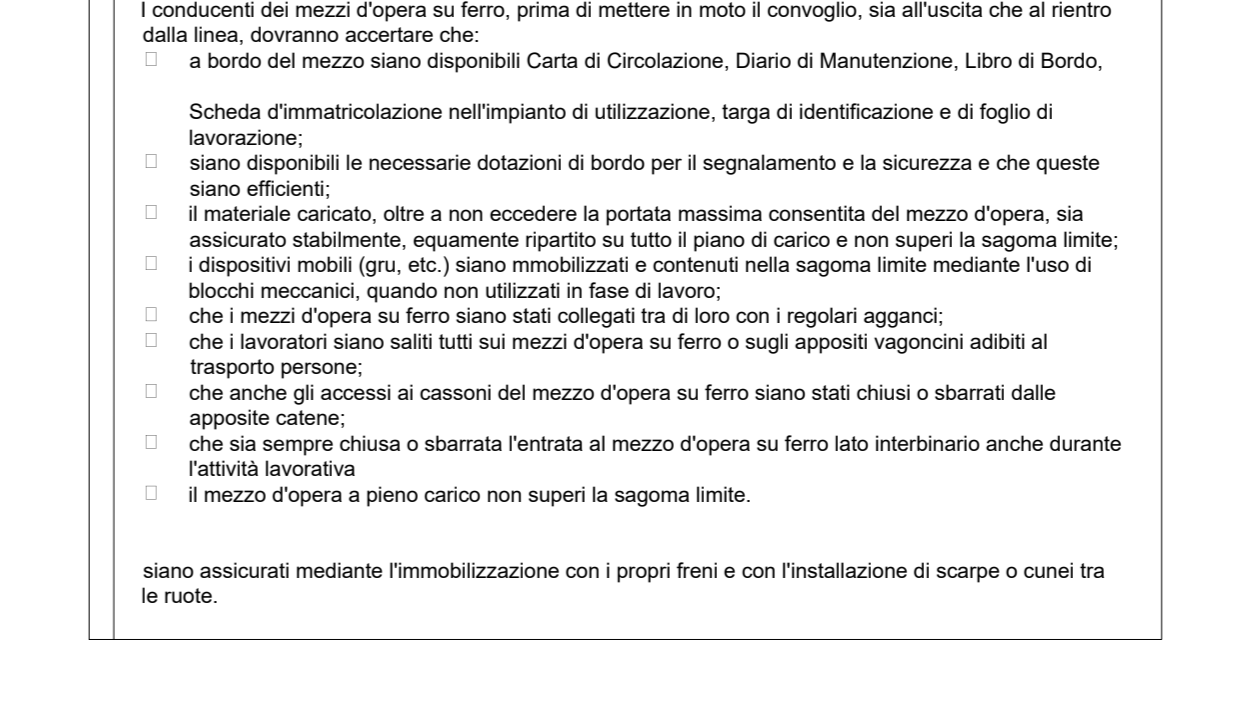 I conducenti dei mezzi d'opera su ferro, prima di mettere in moto il convoglio, sia all'uscita che al rientro
dalla linea, dovranno accertare che:
a bordo del mezzo siano disponibili Carta di Circolazione, Diario di Manutenzione, Libro di Bordo,
Scheda d'immatricolazione nell'impianto di utilizzazione, targa di identificazione e di foglio di
lavorazione;
siano disponibili le necessarie dotazioni di bordo per il segnalamento e la sicurezza e che queste
siano efficienti;
il materiale caricato, oltre a non eccedere la portata massima consentita del mezzo d'opera, sia
assicurato stabilmente, equamente ripartito su tutto il piano di carico e non superi la sagoma limite;
i dispositivi mobili (gru, etc.) siano mmobilizzati e contenuti nella sagoma limite mediante l'uso di
blocchi meccanici, quando non utilizzati in fase di lavoro;
che i mezzi d'opera su ferro siano stati collegati tra di loro con i regolari agganci;
che i lavoratori siano saliti tutti sui mezzi d'opera su ferro o sugli appositi vagoncini adibiti al
trasporto persone;
che anche gli accessi ai cassoni del mezzo d'opera su ferro siano stati chiusi o sbarrati dalle
apposite catene;
che sia sempre chiusa o sbarrata l'entrata al mezzo d'opera su ferro lato interbinario anche durante
l'attività lavorativa
il mezzo d'opera a pieno carico non superi la sagoma limite.
siano assicurati mediante l'immobilizzazione con i propri freni e con l'installazione di scarpe o cunei tra
le ruote.